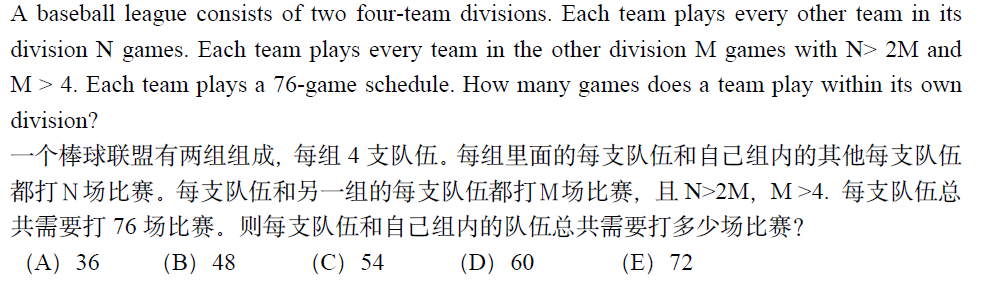 A baseball league consists of two four-team divisions. Each team plays every other team in its
division N games. Each team plays every team in the other division M games with N> 2M and
M > 4. Each team plays a 76-game schedule. How many games does a team play within its own
division?
一个棒球联盟有两组组成, 每组 4 支队伍。每组里面的每支队伍和自己组内的其他每支队伍
都打N场比赛。每支队伍和另一组的每支队伍都打M场比赛, 且 N>2M, M >4. 每支队伍总
共需要打 76 场比赛。则每支队伍和自己组内的队伍总共需要打多少场比赛?
(A) 36 (B) 48 (C) 54 (D) 60 (E) 72